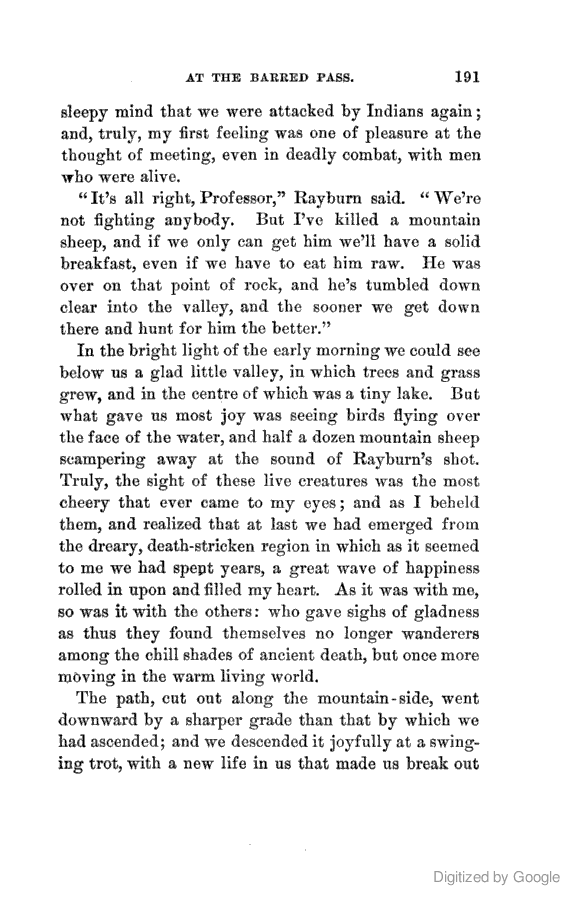 AT THE BARRED PASS. 191
sleepy mind that we were attacked by Indians again;
and, truly, my first feeling was one of pleasure at the
thought of meeting, even in deadly combat, with men
who were alive.
“It's all right, Professor,” Rayburn said. “We're
not fighting anybody. But I've killed a mountain
sheep, and if we only can get him we'll have a solid
breakfast, even if we have to eat him raw. He was
over on that point of rock, and he's tumbled down
clear into the valley, and the sooner we get down
there and hunt for him the better.”
In the bright light of the early morning we could see
below us a glad little valley, in which trees and grass
grew, and in the centre of which was a tiny lake. But
what gave us most joy was seeing birds flying over
the face of the water, and half a dozen mountain sheep
scampering away at the sound of Rayburn's shot.
Truly, the sight of these live creatures was the most
cheery that ever came to my eyes; and as I beheld
them, and realized that at last we had emerged from
the dreary, death-stricken region in which as it seemed
to me we had spent years, a great wave of happiness
rolled in upon and filled my heart. As it was with me,
so was it with the others: who gave sighs of gladness
as thus they found themselves no longer wanderers
among the chill shades of ancient death, but once more
moving in the warm living world.
The path, cut out along the mountain-side, went
downward by a sharper grade than that by which we
had ascended; and we descended it joyfully at a swing-
ing trot, with a new life in us that made us break out
Digitized by Google